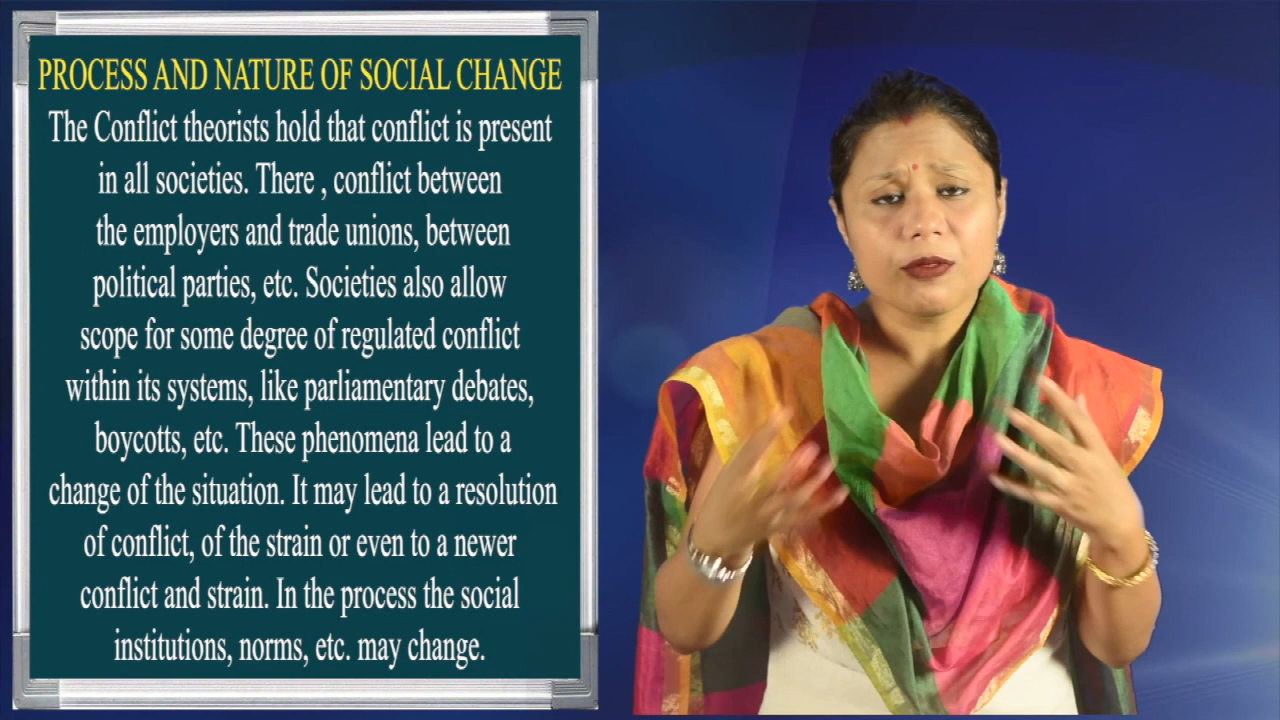 PROCESS AND NATURE OF SOCIAL CHANGE
The Conflict theorists hold that conflict is present
in all societies. There , conflict between
the employers and trade unions, between
political parties, etc. Societies also allow
scope for some degree of regulated conflict
within its systems, like parliamentary debates,
boycotts, etc. These phenomena lead to a
change of the situation. It may lead to a resolution
of conflict, of the strain or even to a newer
conflict and strain. In the process the social
institutions, norms, etc. may change.